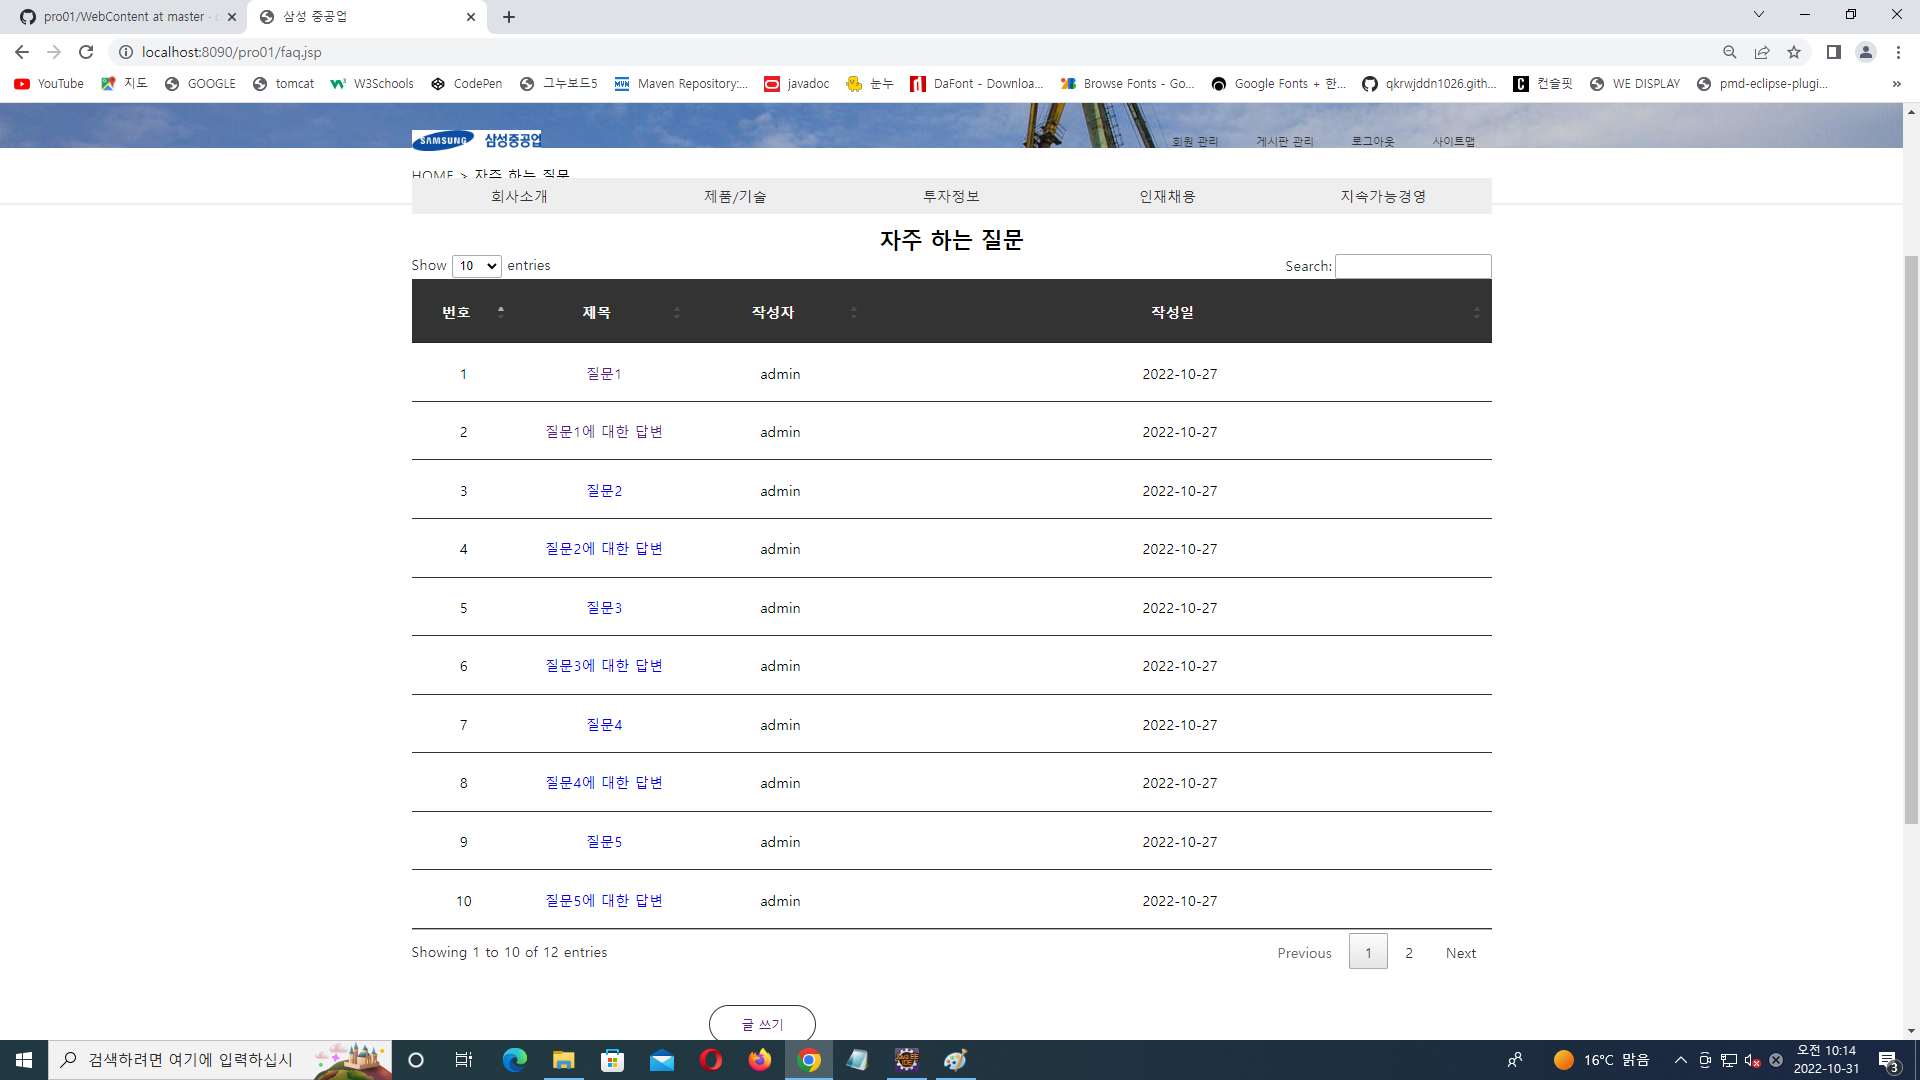 pro01/WebContent at master ·
삼성 중공업
localhost:8090/pro01/faq.jsp
YouTube 지도 GOOGLE tomcat W3Schools CodePen 그누보드5 Maven Repository:... javadoc 눈누 DaFont - Downloa... Browse Fonts - Go... Google Fonts + 한... qkrwjddn1026.gith... 컨슬핏 WE DISPLAY pmd-eclipse-plugi... »
SAMSUNG 삼성중공업
회원 관리 게시판 관리 로그아웃 사이트맵
HOME > 자주 하는 질문
회사소개 제품/기술 투자정보 인재채용 지속가능경영
자주 하는 질문
Show 10 entries Search:
번호 제목 작성자 작성일
1 질문1 admin 2022-10-27
2 질문1에 대한 답변 admin 2022-10-27
3 질문2 admin 2022-10-27
4 질문2에 대한 답변 admin 2022-10-27
5 질문3 admin 2022-10-27
6 질문3에 대한 답변 admin 2022-10-27
7 질문4 admin 2022-10-27
8 질문4에 대한 답변 admin 2022-10-27
9 질문5 admin 2022-10-27
10 질문5에 대한 답변 admin 2022-10-27
Showing 1 to 10 of 12 entries Previous 1 2 Next
글 쓰기
검색하려면 여기에 입력하십시
16°C 맑음
오전 10:14
2022-10-31
3